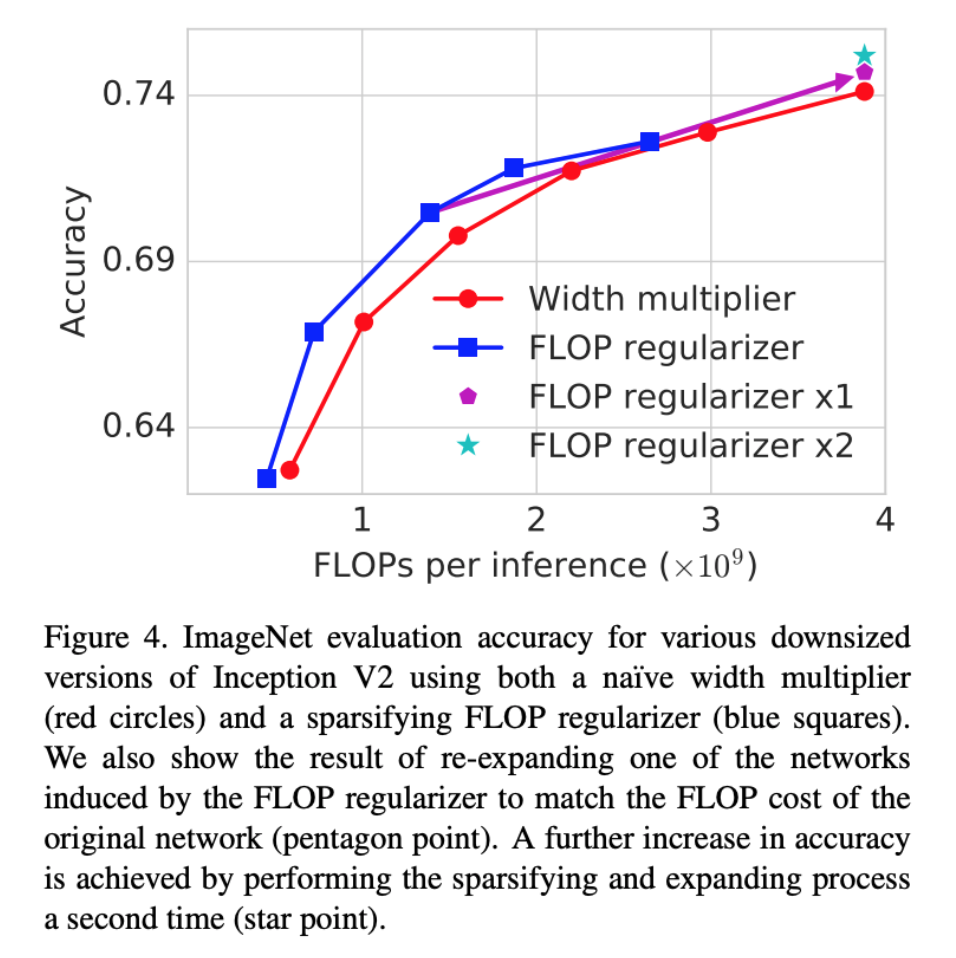 0.74
0.69
0.64
Accuracy
Width multiplier
FLOP regularizer
FLOP regularizer x1
FLOP regularizer x2
1 2 3 4
FLOPs per inference (×10⁹)
Figure 4. ImageNet evaluation accuracy for various downsized
versions of Inception V2 using both a naïve width multiplier
(red circles) and a sparsifying FLOP regularizer (blue squares).
We also show the result of re-expanding one of the networks
induced by the FLOP regularizer to match the FLOP cost of the
original network (pentagon point). A further increase in accuracy
is achieved by performing the sparsifying and expanding process
a second time (star point).